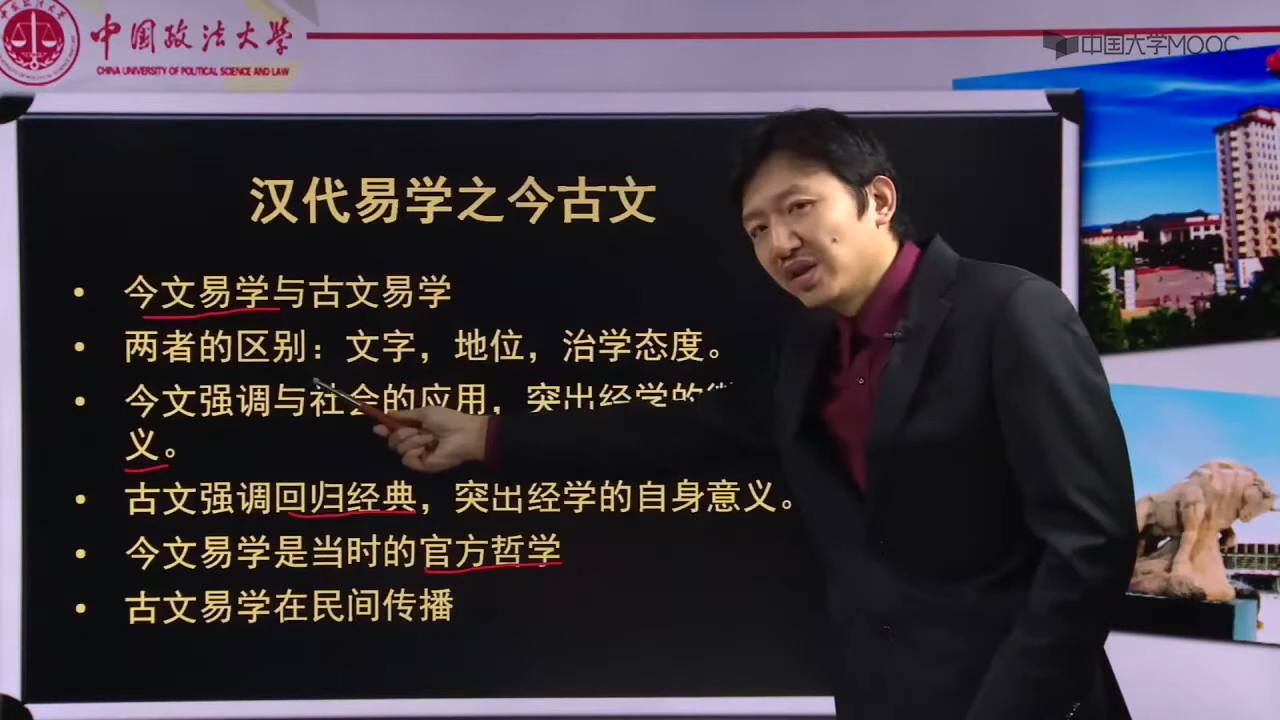 中国政法大学
CHINA UNIVERSITY OF POLITICAL SCIENCE AND LAW
中国大学MOOC
汉代易学之今古文
• 今文易学与古文易学
• 两者的区别：文字，地位，治学态度。
• 今文强调与社会的应用，突出经学的
义。
• 古文强调回归经典，突出经学的自身意义。
• 今文易学是当时的官方哲学
• 古文易学在民间传播